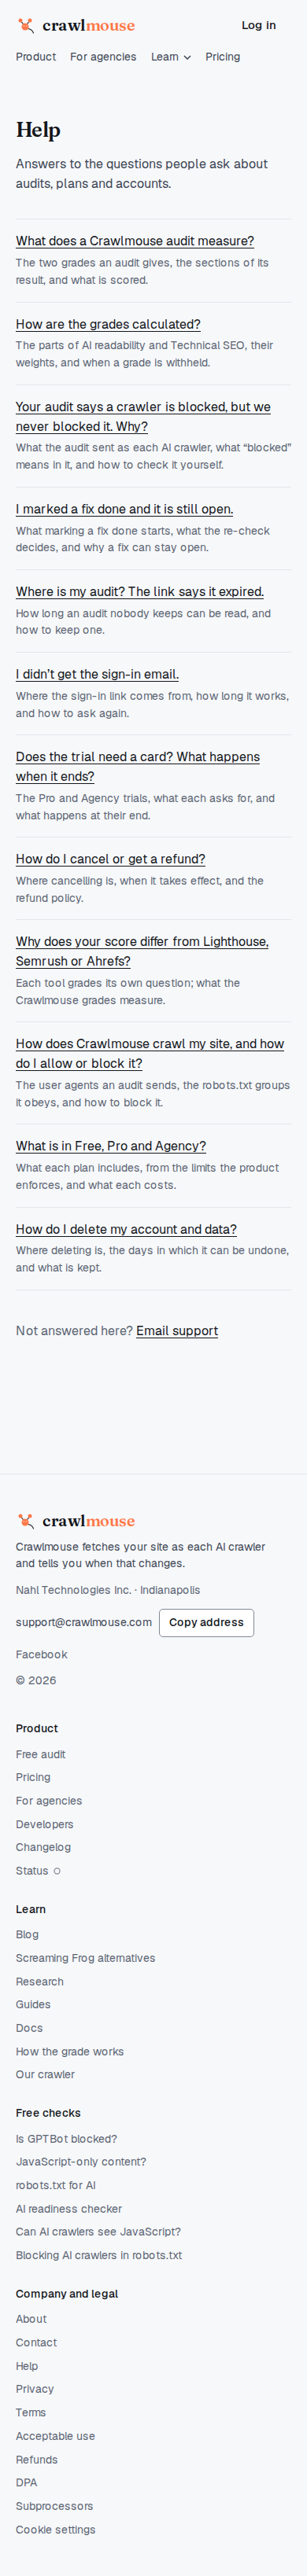 crawlmouse
Log in
Product For agencies Learn Pricing
Help
Answers to the questions people ask about
audits, plans and accounts.
What does a Crawlmouse audit measure?
The two grades an audit gives, the sections of its
result, and what is scored.
How are the grades calculated?
The parts of AI readability and Technical SEO, their
weights, and when a grade is withheld.
Your audit says a crawler is blocked, but we
never blocked it. Why?
What the audit sent as each AI crawler, what “blocked”
means in it, and how to check it yourself.
I marked a fix done and it is still open.
What marking a fix done starts, what the re-check
decides, and why a fix can stay open.
Where is my audit? The link says it expired.
How long an audit nobody keeps can be read, and
how to keep one.
I didn’t get the sign-in email.
Where the sign-in link comes from, how long it works,
and how to ask again.
Does the trial need a card? What happens
when it ends?
The Pro and Agency trials, what each asks for, and
what happens at their end.
How do I cancel or get a refund?
Where cancelling is, when it takes effect, and the
refund policy.
Why does your score differ from Lighthouse,
Semrush or Ahrefs?
Each tool grades its own question; what the
Crawlmouse grades measure.
How does Crawlmouse crawl my site, and how
do I allow or block it?
The user agents an audit sends, the robots.txt groups
it obeys, and how to block it.
What is in Free, Pro and Agency?
What each plan includes, from the limits the product
enforces, and what each costs.
How do I delete my account and data?
Where deleting is, the days in which it can be undone,
and what is kept.
Not answered here? Email support
crawlmouse
Crawlmouse fetches your site as each AI crawler
and tells you when that changes.
Nahl Technologies Inc. · Indianapolis
support@crawlmouse.com Copy address
Facebook
© 2026
Product
Free audit
Pricing
For agencies
Developers
Changelog
Status
Learn
Blog
Screaming Frog alternatives
Research
Guides
Docs
How the grade works
Our crawler
Free checks
Is GPTBot blocked?
JavaScript-only content?
robots.txt for AI
AI readiness checker
Can AI crawlers see JavaScript?
Blocking AI crawlers in robots.txt
Company and legal
About
Contact
Help
Privacy
Terms
Acceptable use
Refunds
DPA
Subprocessors
Cookie settings